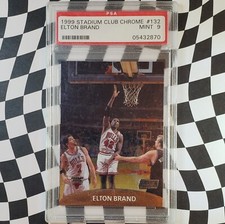 PSA
1999 STADIUM CLUB CHROME #132
ELTON BRAND MINT 9
05432870
ELTON BRAND